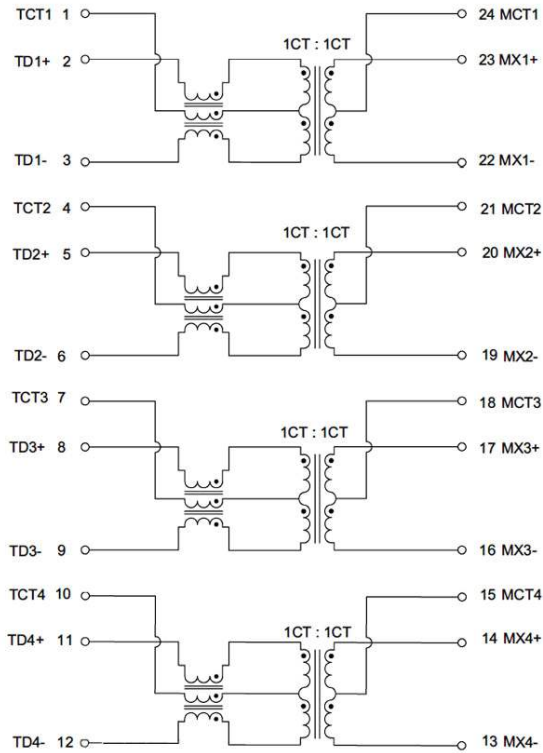 TCT1 1 24 MCT1
1CT : 1CT
TD1+ 2 23 MX1+
TD1- 3 22 MX1-
TCT2 4 21 MCT2
1CT : 1CT
TD2+ 5 20 MX2+
TD2- 6 19 MX2-
TCT3 7 18 MCT3
1CT : 1CT
TD3+ 8 17 MX3+
TD3- 9 16 MX3-
TCT4 10 15 MCT4
1CT : 1CT
TD4+ 11 14 MX4+
TD4- 12 13 MX4-